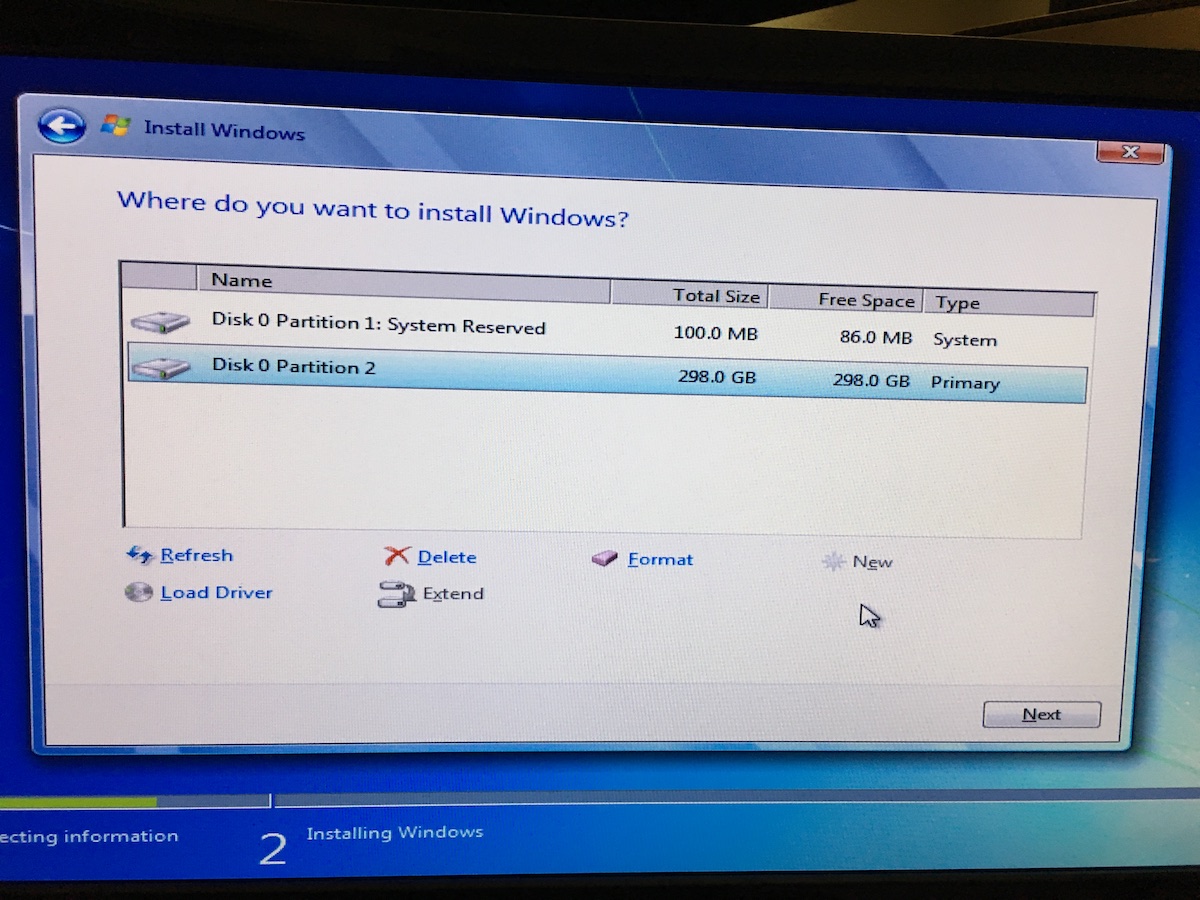 Install Windows
Where do you want to install Windows?
Name Total Size Free Space Type
Disk 0 Partition 1: System Reserved 100.0 MB 86.0 MB System
Disk 0 Partition 2 298.0 GB 298.0 GB Primary
Refresh Delete Format New
Load Driver Extend
Next
ecting information 2 Installing Windows